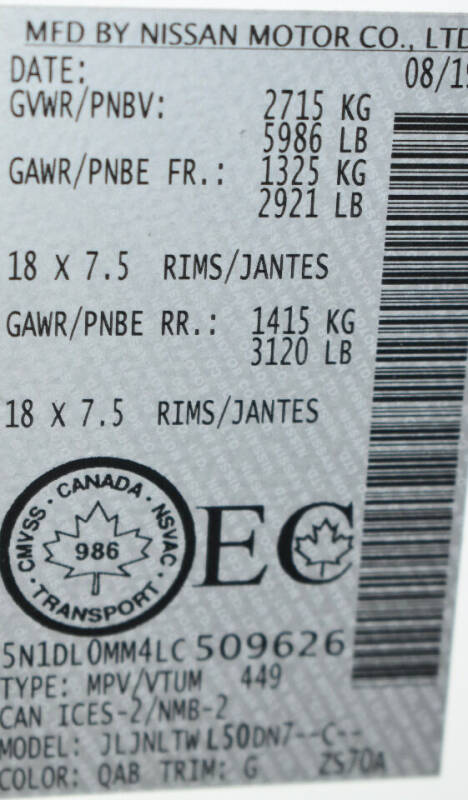 MFD BY NISSAN MOTOR CO., LTD
DATE: 08/19
GVWR/PNBV: 2715 KG
5986 LB
GAWR/PNBE FR.: 1325 KG
2921 LB
18 X 7.5 RIMS/JANTES
GAWR/PNBE RR.: 1415 KG
3120 LB
18 X 7.5 RIMS/JANTES
CANADA · NSVAC · TRANSPORT · CMVSS ·
986
EC
5N1DL0MM4LC509626
TYPE: MPV/VTUM 449
CAN ICES-2/NMB-2
MODEL: JLJNLTWL50DN7--C--
COLOR: QAB TRIM: G ZS70A